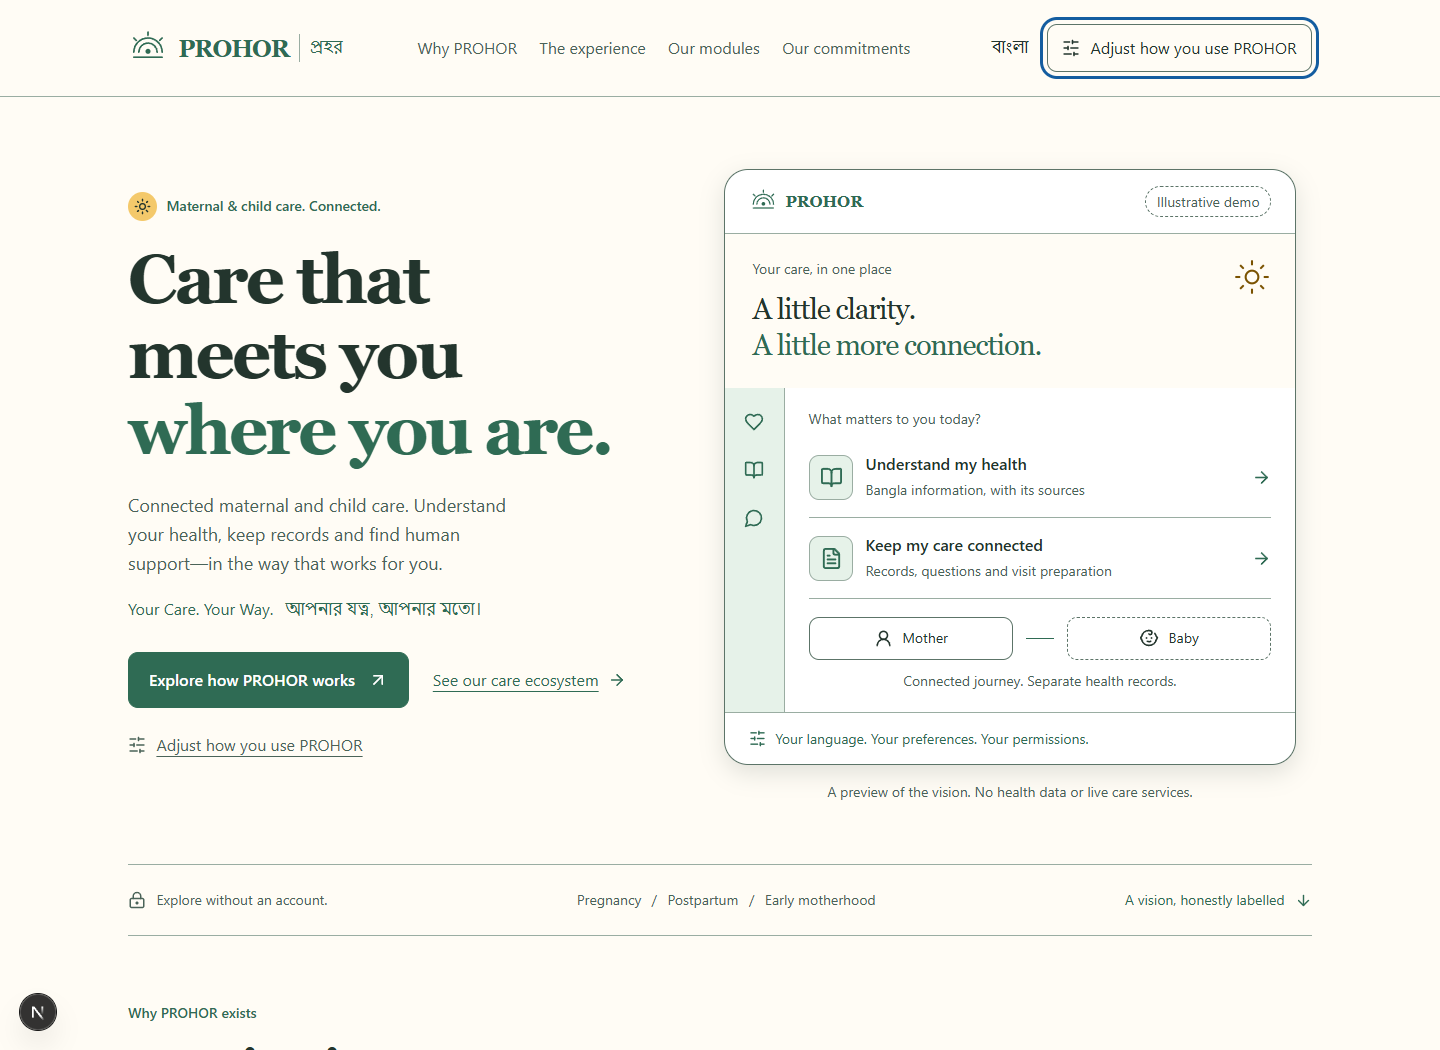 PROHOR প্রহর
Why PROHOR
The experience
Our modules
Our commitments
বাংলা
Adjust how you use PROHOR
Maternal & child care. Connected.
Care that
meets you
where you are.
Connected maternal and child care. Understand
your health, keep records and find human
support—in the way that works for you.
Your Care. Your Way. আপনার যত্ন, আপনার মতো।
Explore how PROHOR works
See our care ecosystem
Adjust how you use PROHOR
PROHOR
Illustrative demo
Your care, in one place
A little clarity.
A little more connection.
What matters to you today?
Understand my health
Bangla information, with its sources
Keep my care connected
Records, questions and visit preparation
Mother
Baby
Connected journey. Separate health records.
Your language. Your preferences. Your permissions.
A preview of the vision. No health data or live care services.
Explore without an account.
Pregnancy / Postpartum / Early motherhood
A vision, honestly labelled
N
Why PROHOR exists